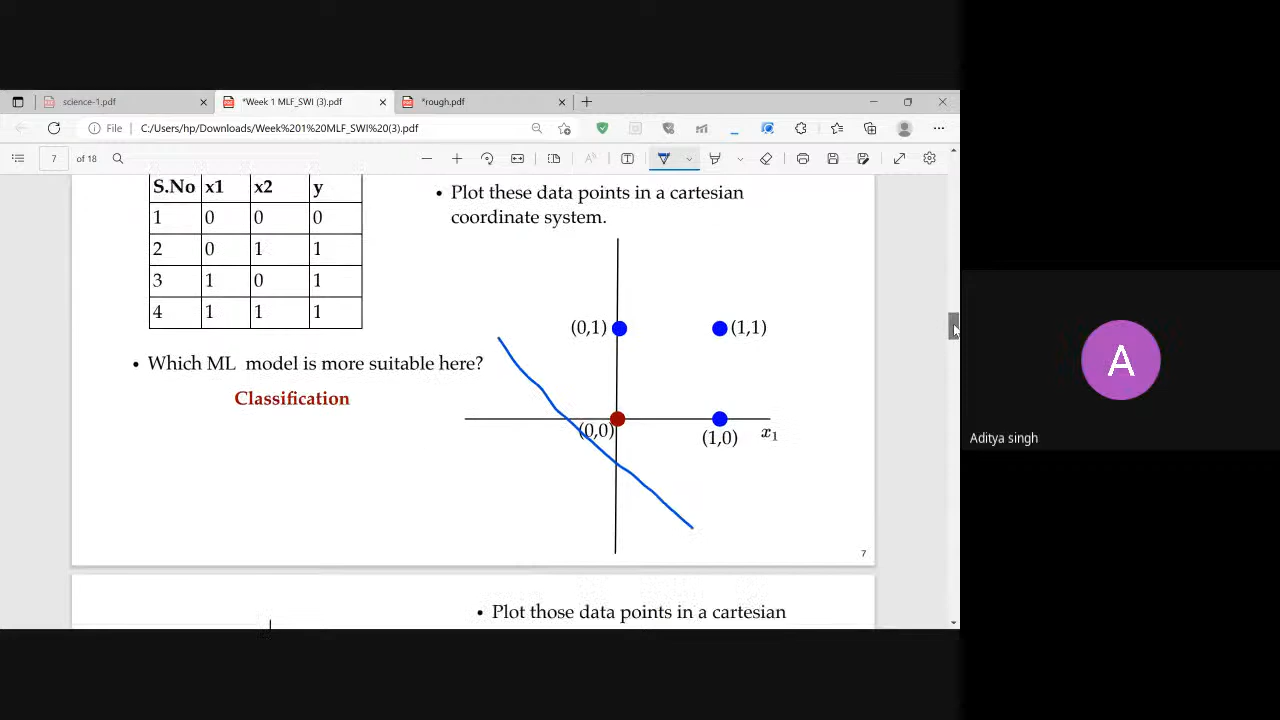 science-1.pdf
*Week 1 MLF_SWI (3).pdf
*rough.pdf
File
C:/Users/hp/Downloads/Week%201%20MLF_SWI%20(3).pdf
7 of 18
S.No x1 x2 y
1 0 0 0
2 0 1 1
3 1 0 1
4 1 1 1
• Which ML model is more suitable here?
Classification
• Plot these data points in a cartesian
coordinate system.
(0,1) (1,1)
(0,0) (1,0) x1
7
• Plot those data points in a cartesian
A
Aditya singh